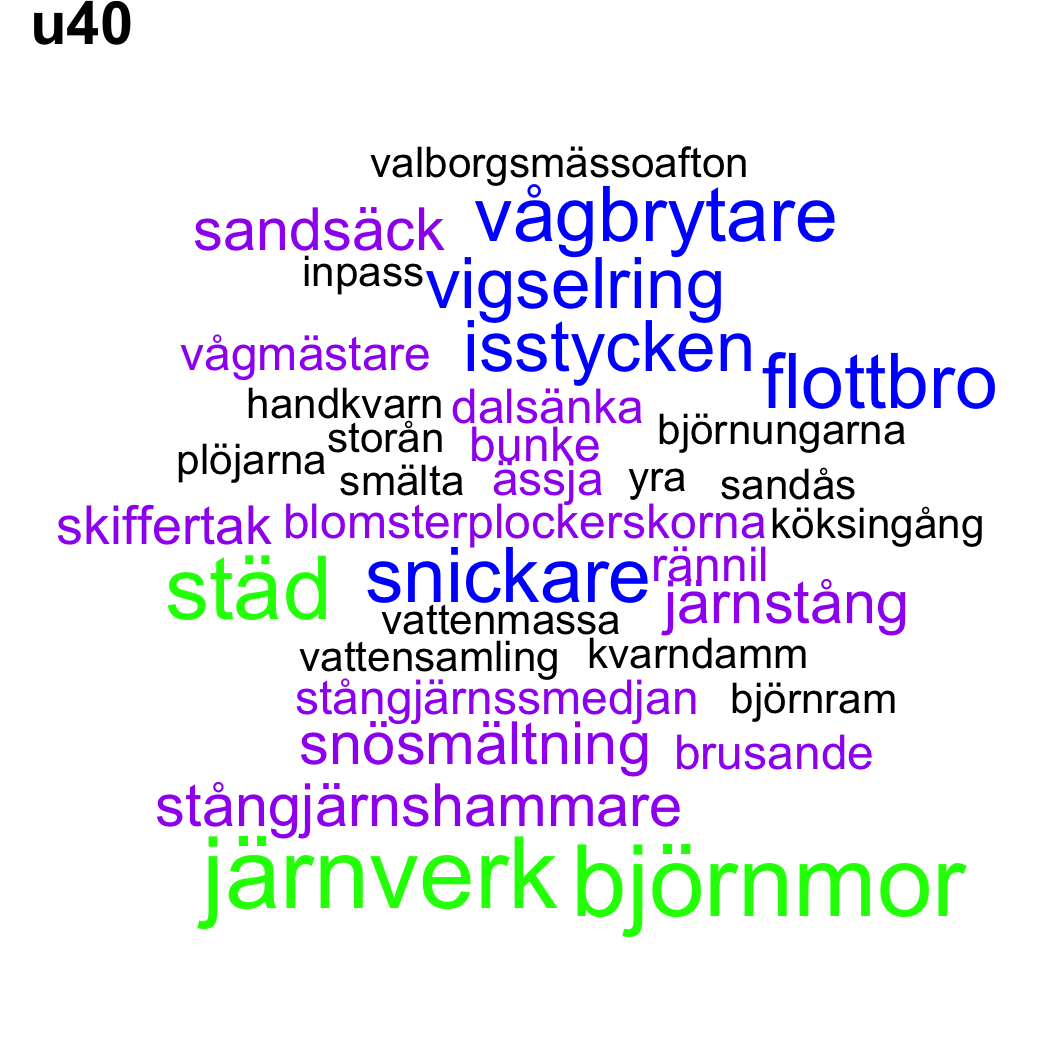 u40
valborgsmässoafton
sandsäck vågbrytare
inpass vigselring
vågmästare isstycken flottbro
handkvarn dalsänka björnungarna
storån bunke
plöjarna smälta ässja yra sandås
skiffertak blomsterplockerskorna köksingång
städ snickare rännil
vattenmassa järnstång
vattensamling kvarndamm
stångjärnssmedjan björnram
snösmältning brusande
stångjärnshammare
järnverk björnmor